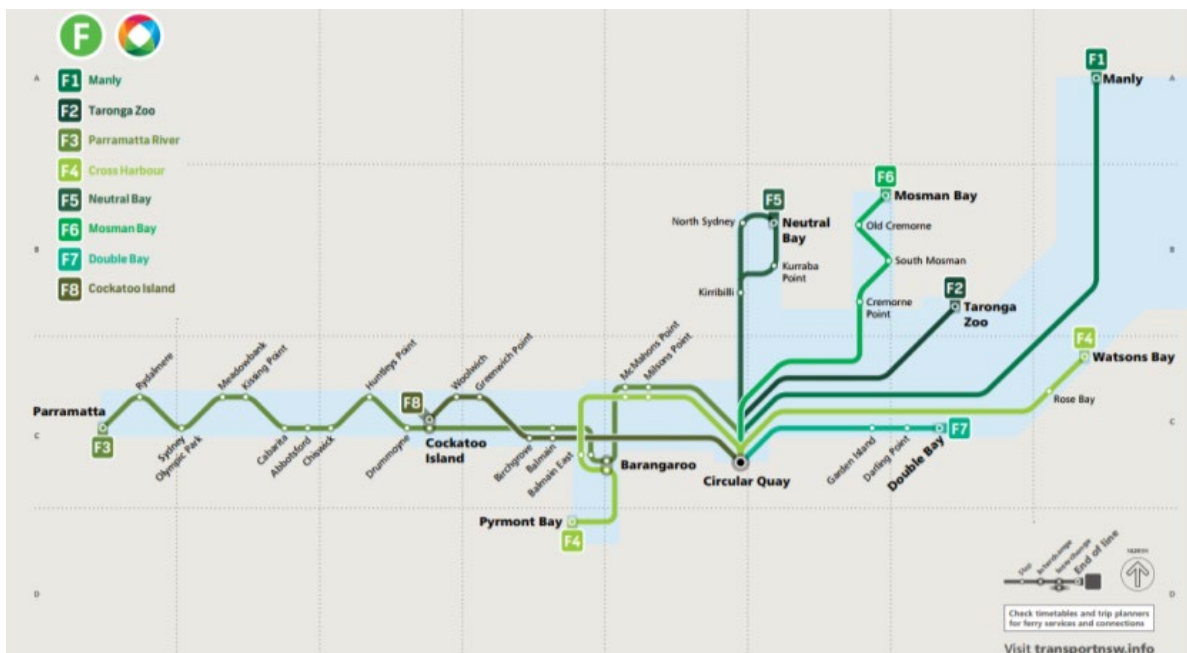 F
F1 Manly
F2 Taronga Zoo
F3 Parramatta River
F4 Cross Harbour
F5 Neutral Bay
F6 Mosman Bay
F7 Double Bay
F8 Cockatoo Island
A
B
C
D
F1
Manly
A
F6
Mosman Bay
F5
North Sydney
Neutral
Bay
Old Cremorne
B
South Mosman
Kurraba
Point
Kirribilli
Cremorne
Point
F2
Taronga
Zoo
F4
Watsons Bay
Rose Bay
McMahons Point
Milsons Point
Rydalmere
Meadowbank
Kissing Point
Huntleys Point
Woolwich
Greenwich Point
F8
Parramatta
F3
Sydney
Olympic Park
Cabarita
Abbotsford
Chiswick
Drummoyne
Cockatoo
Island
Birchgrove
Balmain
Balmain East
Barangaroo
Circular Quay
Garden Island
Darling Point
Double Bay
F7
C
Pyrmont Bay
F4
Stop
Interchange
End of line
D
Check timetables and trip planners
for ferry services and connections
Visit transportnsw.info